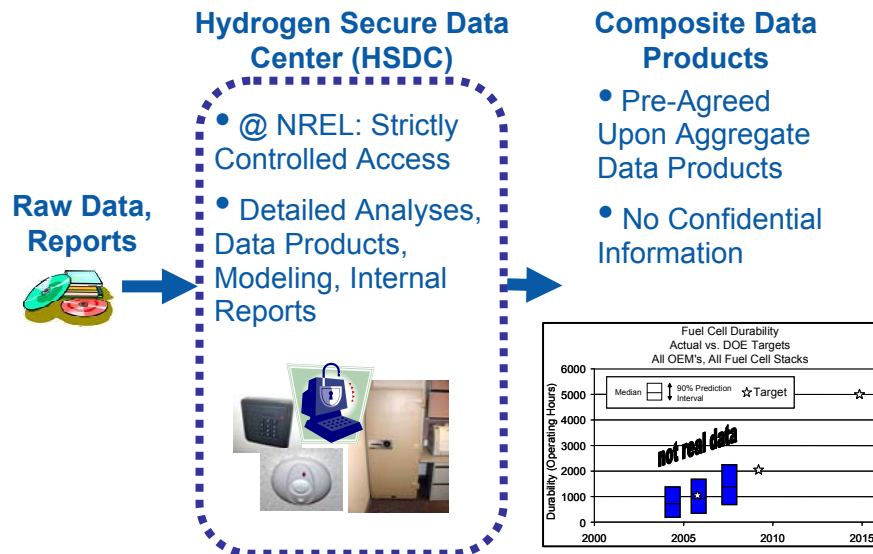 Hydrogen Secure Data
Center (HSDC)
• @ NREL: Strictly
Controlled Access
• Detailed Analyses,
Data Products,
Modeling, Internal
Reports
Raw Data,
Reports
Composite Data
Products
• Pre-Agreed
Upon Aggregate
Data Products
• No Confidential
Information
Fuel Cell Durability
Actual vs. DOE Targets
All OEM's, All Fuel Cell Stacks
Durability (Operating Hours)
6000
5000
4000
3000
2000
1000
0
Median
90% Prediction
Interval
Target
not real data
2000
2005
2010
2015